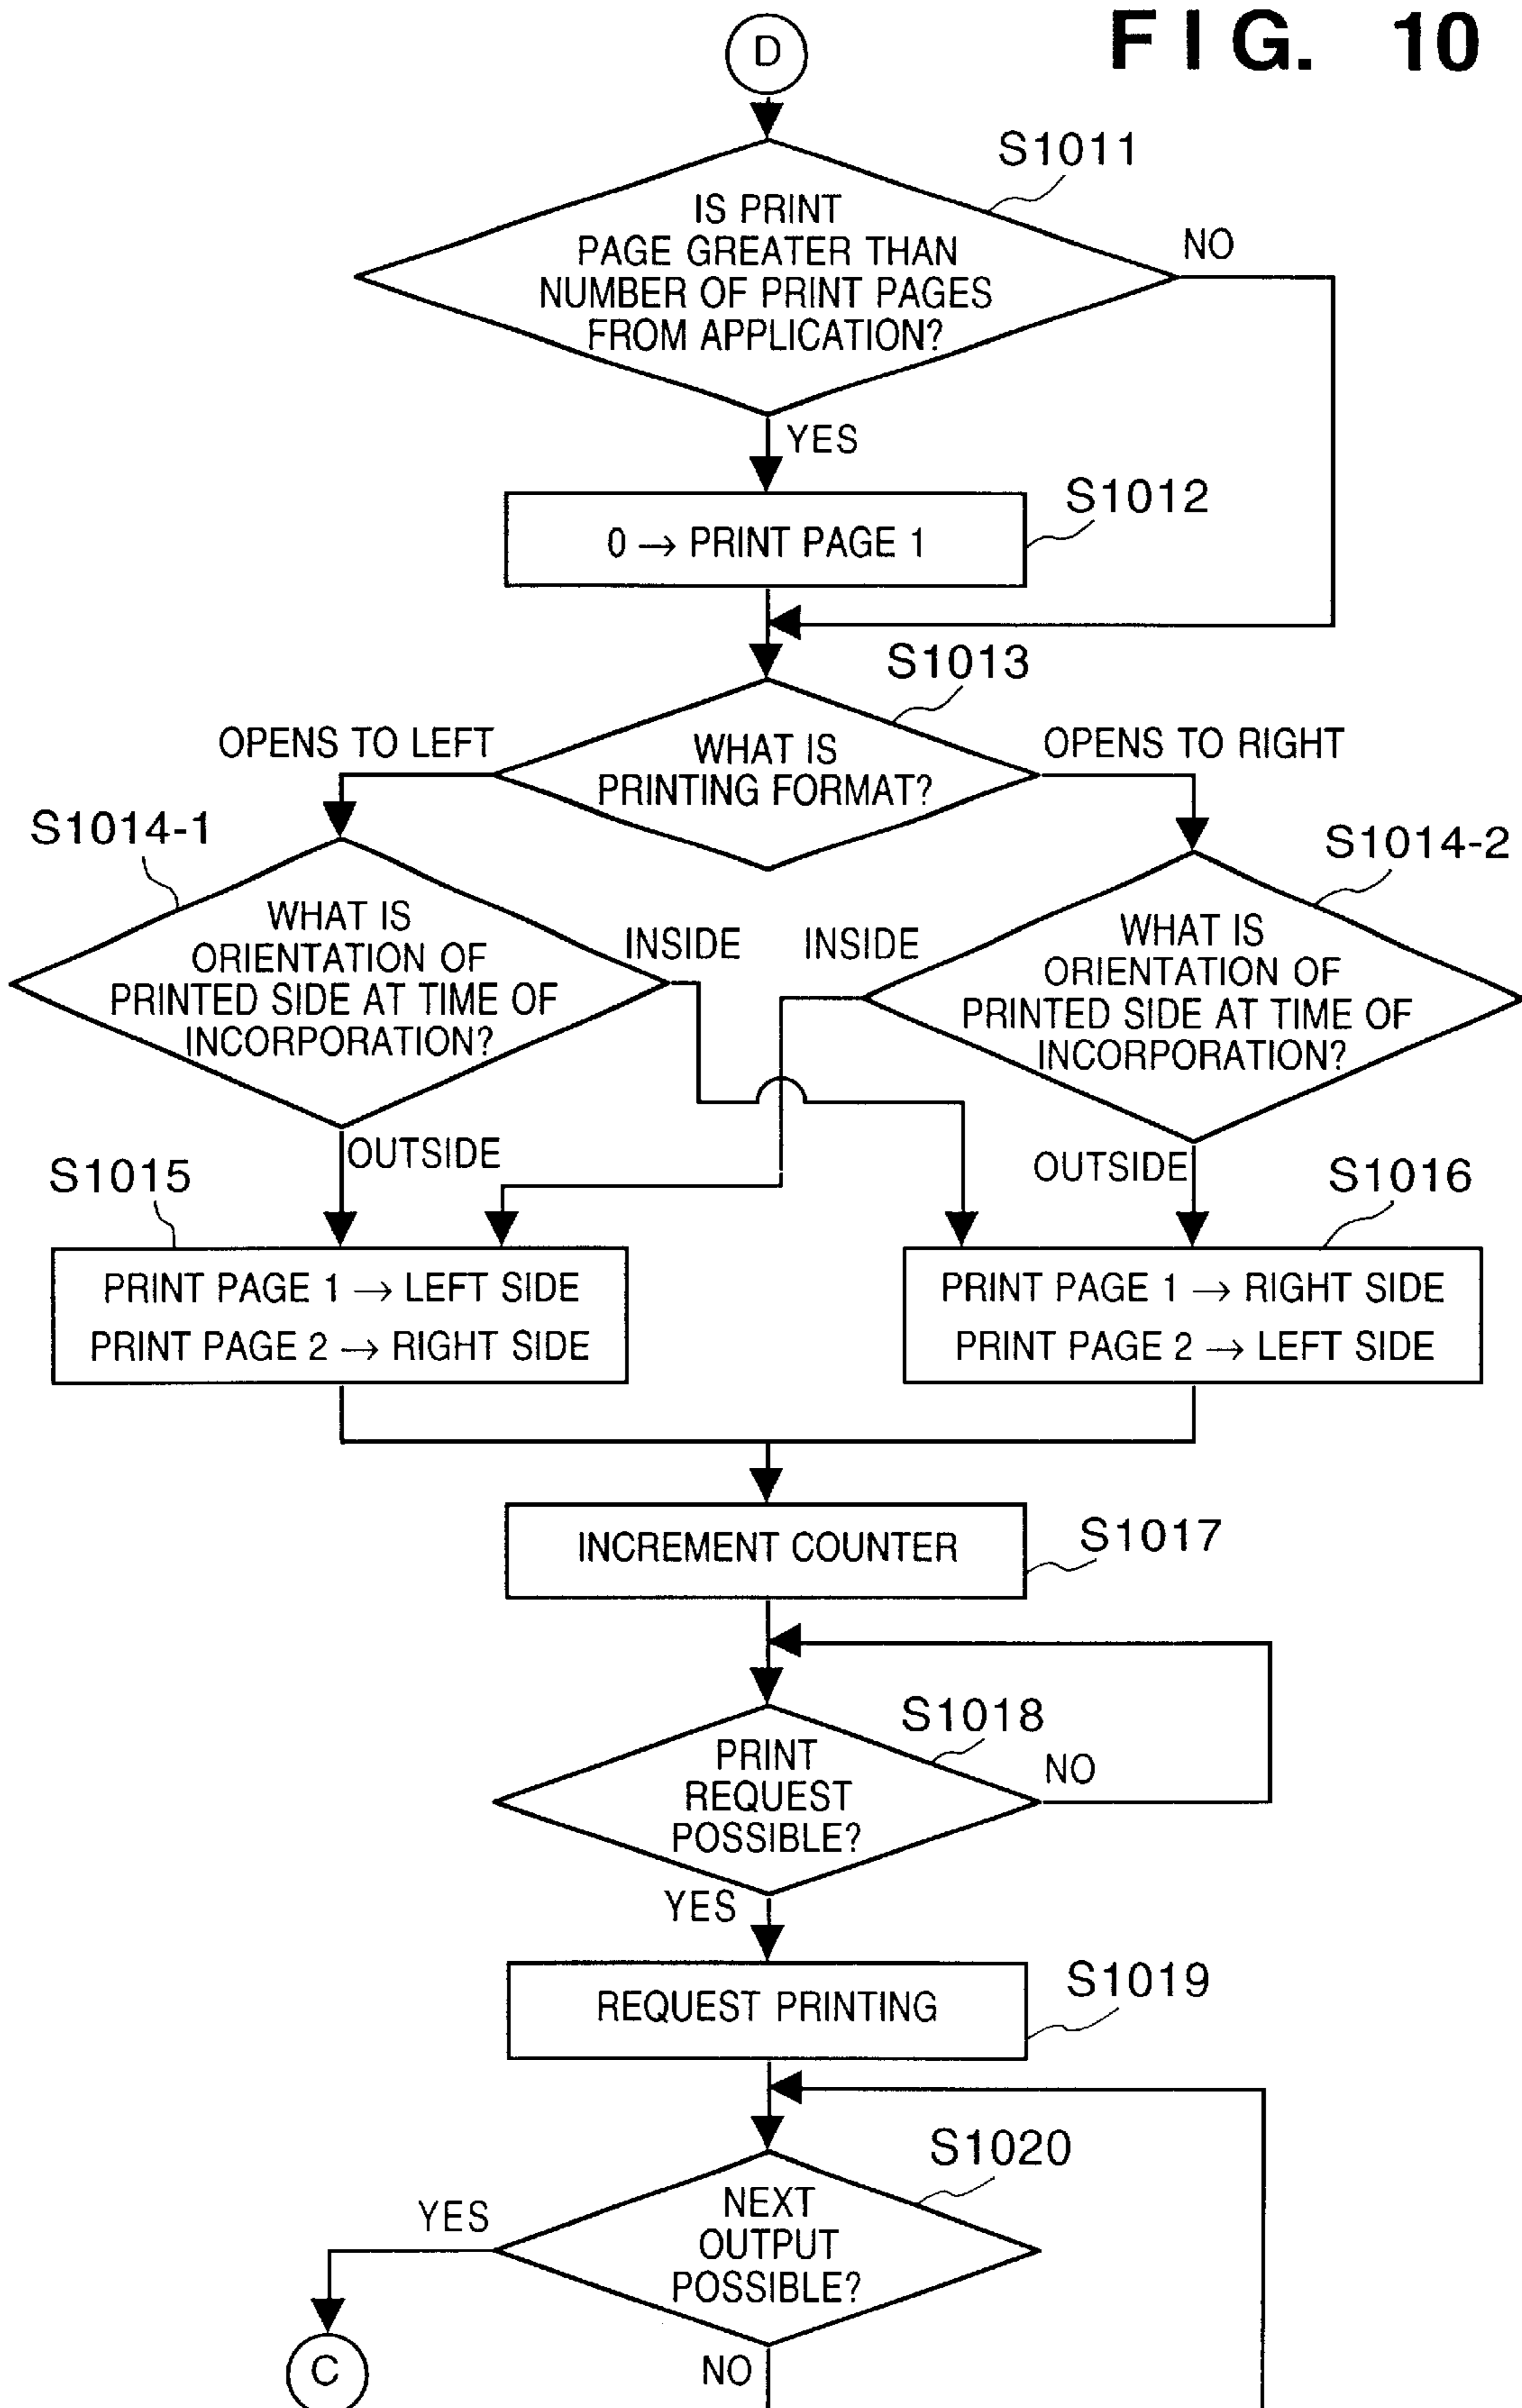 FIG. 10
D
S1011
IS PRINT
PAGE GREATER THAN
NUMBER OF PRINT PAGES
FROM APPLICATION?
NO
YES
S1012
0 → PRINT PAGE 1
S1013
OPENS TO LEFT
WHAT IS
PRINTING FORMAT?
OPENS TO RIGHT
S1014-1
S1014-2
WHAT IS
ORIENTATION OF
PRINTED SIDE AT TIME OF
INCORPORATION?
INSIDE
INSIDE
WHAT IS
ORIENTATION OF
PRINTED SIDE AT TIME OF
INCORPORATION?
OUTSIDE
OUTSIDE
S1015
S1016
PRINT PAGE 1 → LEFT SIDE
PRINT PAGE 2 → RIGHT SIDE
PRINT PAGE 1 → RIGHT SIDE
PRINT PAGE 2 → LEFT SIDE
INCREMENT COUNTER
S1017
S1018
PRINT
REQUEST
POSSIBLE?
NO
YES
S1019
REQUEST PRINTING
S1020
YES
NEXT
OUTPUT
POSSIBLE?
C
NO